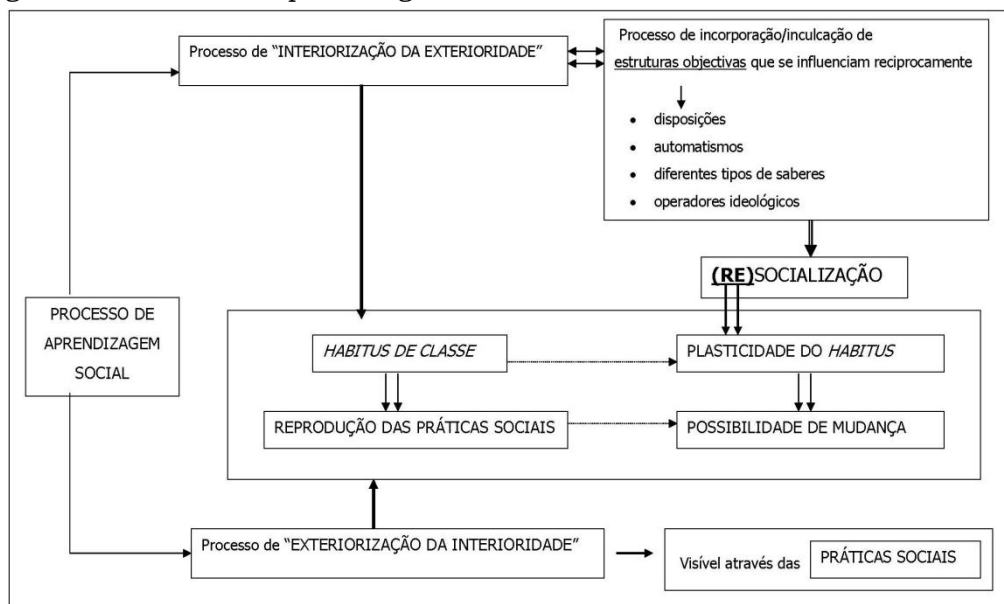 Processo de “INTERIORIZAÇÃO DA EXTERIORIDADE”
Processo de incorporação/inculcação de
estruturas objectivas que se influenciam reciprocamente
• disposições
• automatismos
• diferentes tipos de saberes
• operadores ideológicos
(RE)SOCIALIZAÇÃO
PROCESSO DE
APRENDIZAGEM
SOCIAL
HABITUS DE CLASSE
PLASTICIDADE DO HABITUS
REPRODUÇÃO DAS PRÁTICAS SOCIAIS
POSSIBILIDADE DE MUDANÇA
Processo de “EXTERIORIZAÇÃO DA INTERIORIDADE”
Visível através das PRÁTICAS SOCIAIS